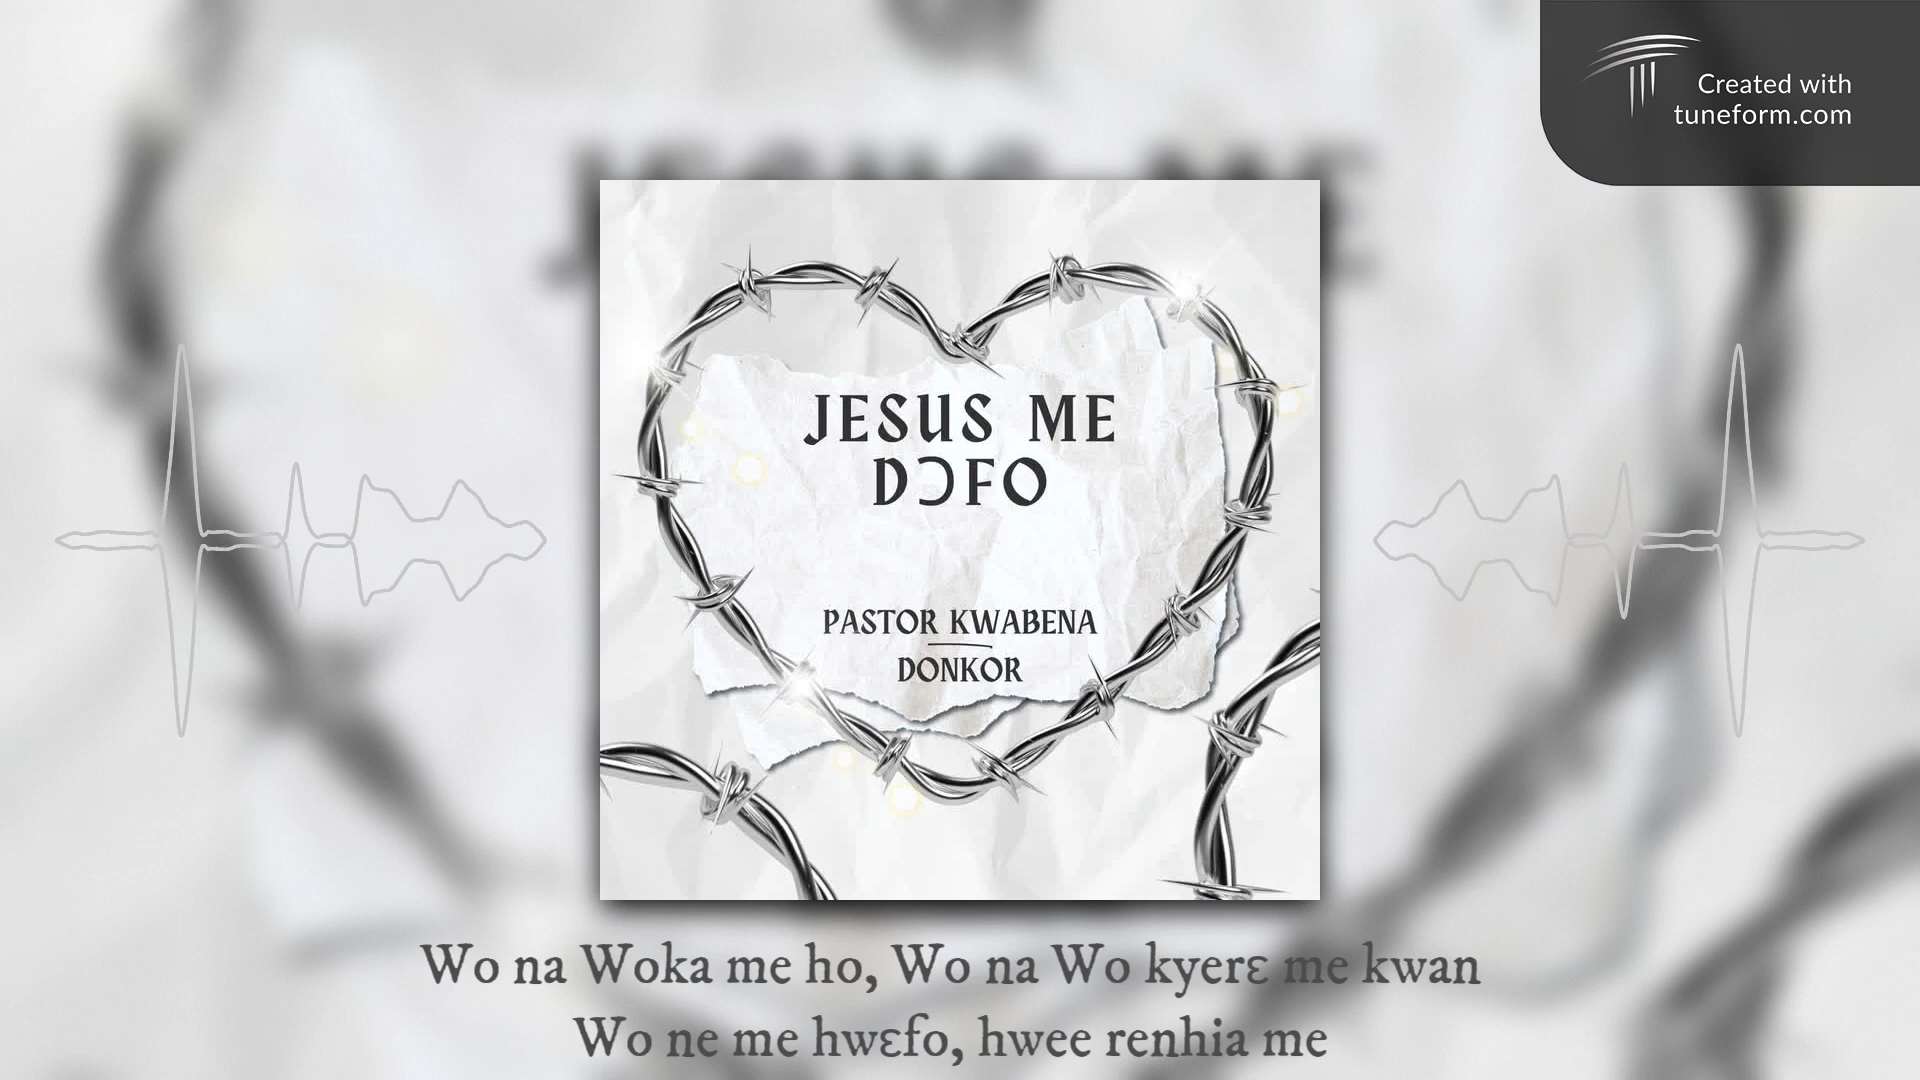 Created with
tuneform.com
JESUS ME
DƆFO
PASTOR KWABENA
DONKOR
Wo na Woka me ho, Wo na Wo kyerɛ me kwan
Wo ne me hwɛfo, hwee renhia me